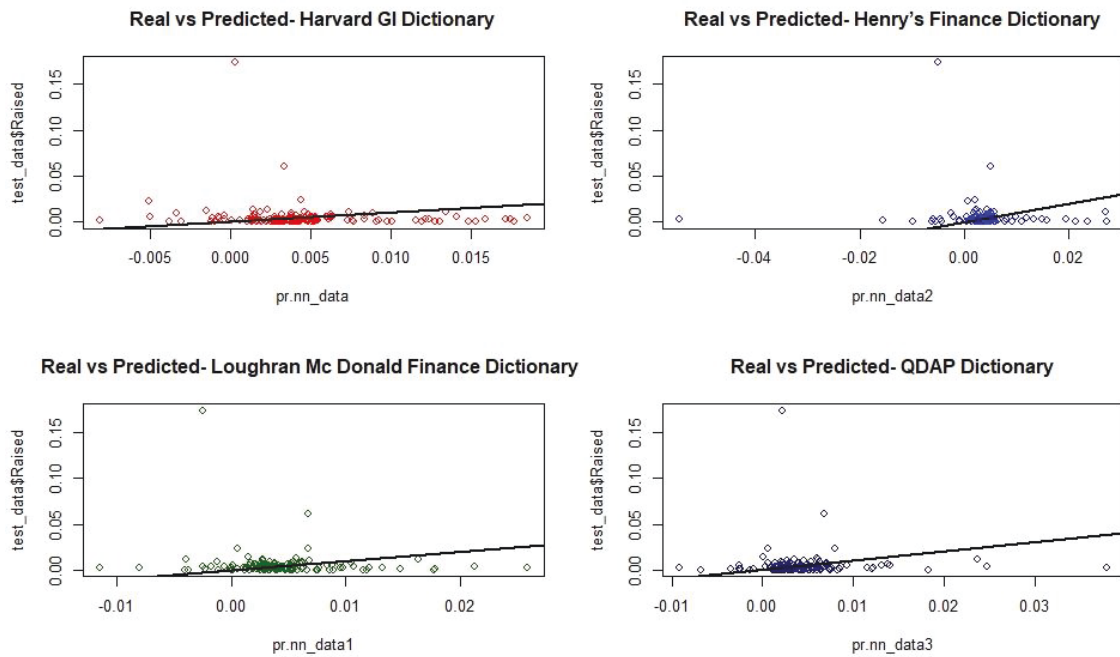 Real vs Predicted- Harvard GI Dictionary
test_data$Raised
0.00 0.05 0.10 0.15
-0.005 0.000 0.005 0.010 0.015
pr.nn_data
Real vs Predicted- Henry’s Finance Dictionary
test_data$Raised
0.00 0.05 0.10 0.15
-0.04 -0.02 0.00 0.02
pr.nn_data2
Real vs Predicted- Loughran Mc Donald Finance Dictionary
test_data$Raised
0.00 0.05 0.10 0.15
-0.01 0.00 0.01 0.02
pr.nn_data1
Real vs Predicted- QDAP Dictionary
test_data$Raised
0.00 0.05 0.10 0.15
-0.01 0.00 0.01 0.02 0.03
pr.nn_data3